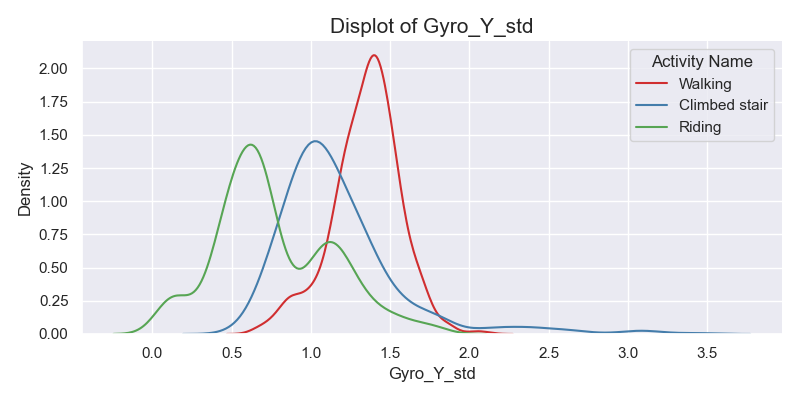 Displot of Gyro_Y_std
Activity Name
Walking
Climbed stair
Riding
Density
2.00
1.75
1.50
1.25
1.00
0.75
0.50
0.25
0.00
0.0 0.5 1.0 1.5 2.0 2.5 3.0 3.5
Gyro_Y_std